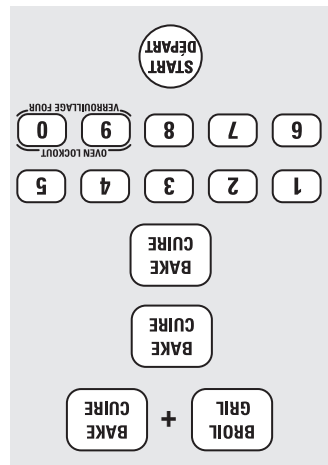 BROIL
GRIL
+
BAKE
CUIRE
BAKE
CUIRE
BAKE
CUIRE
1 2 3 4 5
OVEN LOCKOUT
6 7 8 9 0
VERROUILLAGE FOUR
START
DÉPART